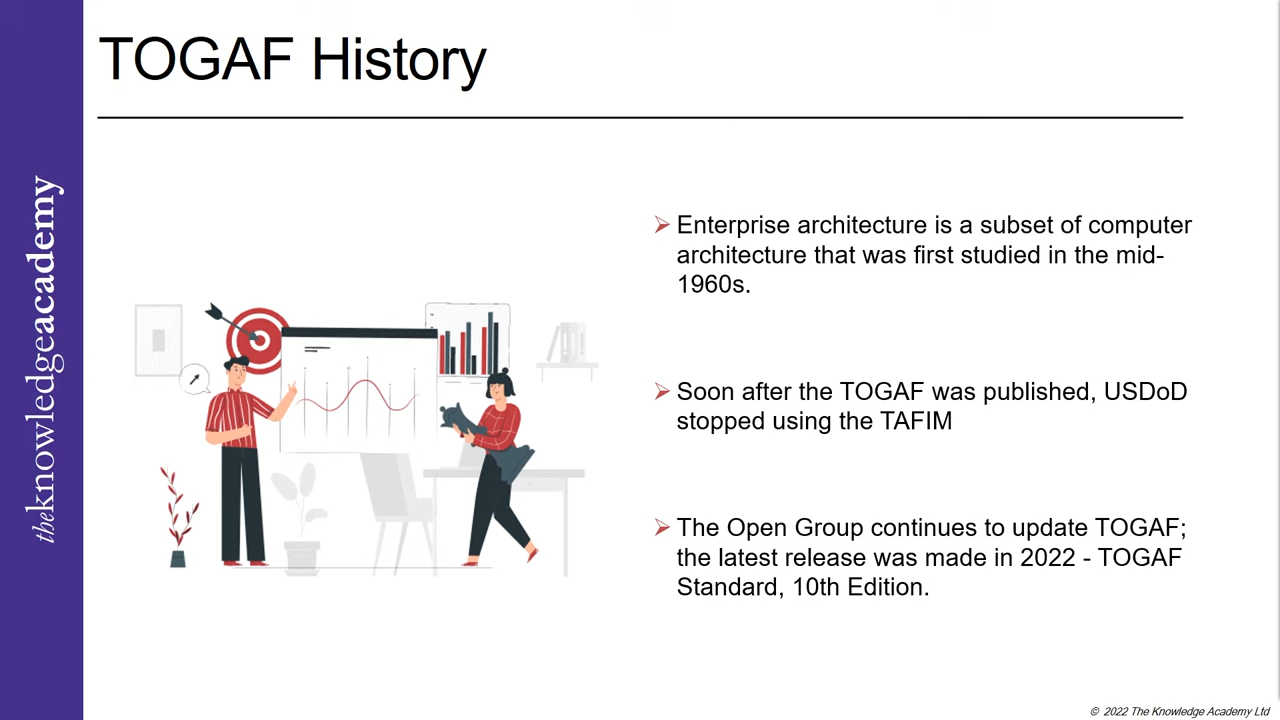 TOGAF History
theknowledgeacademy
➢ Enterprise architecture is a subset of computer
architecture that was first studied in the mid-
1960s.
➢ Soon after the TOGAF was published, USDoD
stopped using the TAFIM
➢ The Open Group continues to update TOGAF;
the latest release was made in 2022 - TOGAF
Standard, 10th Edition.
© 2022 The Knowledge Academy Ltd